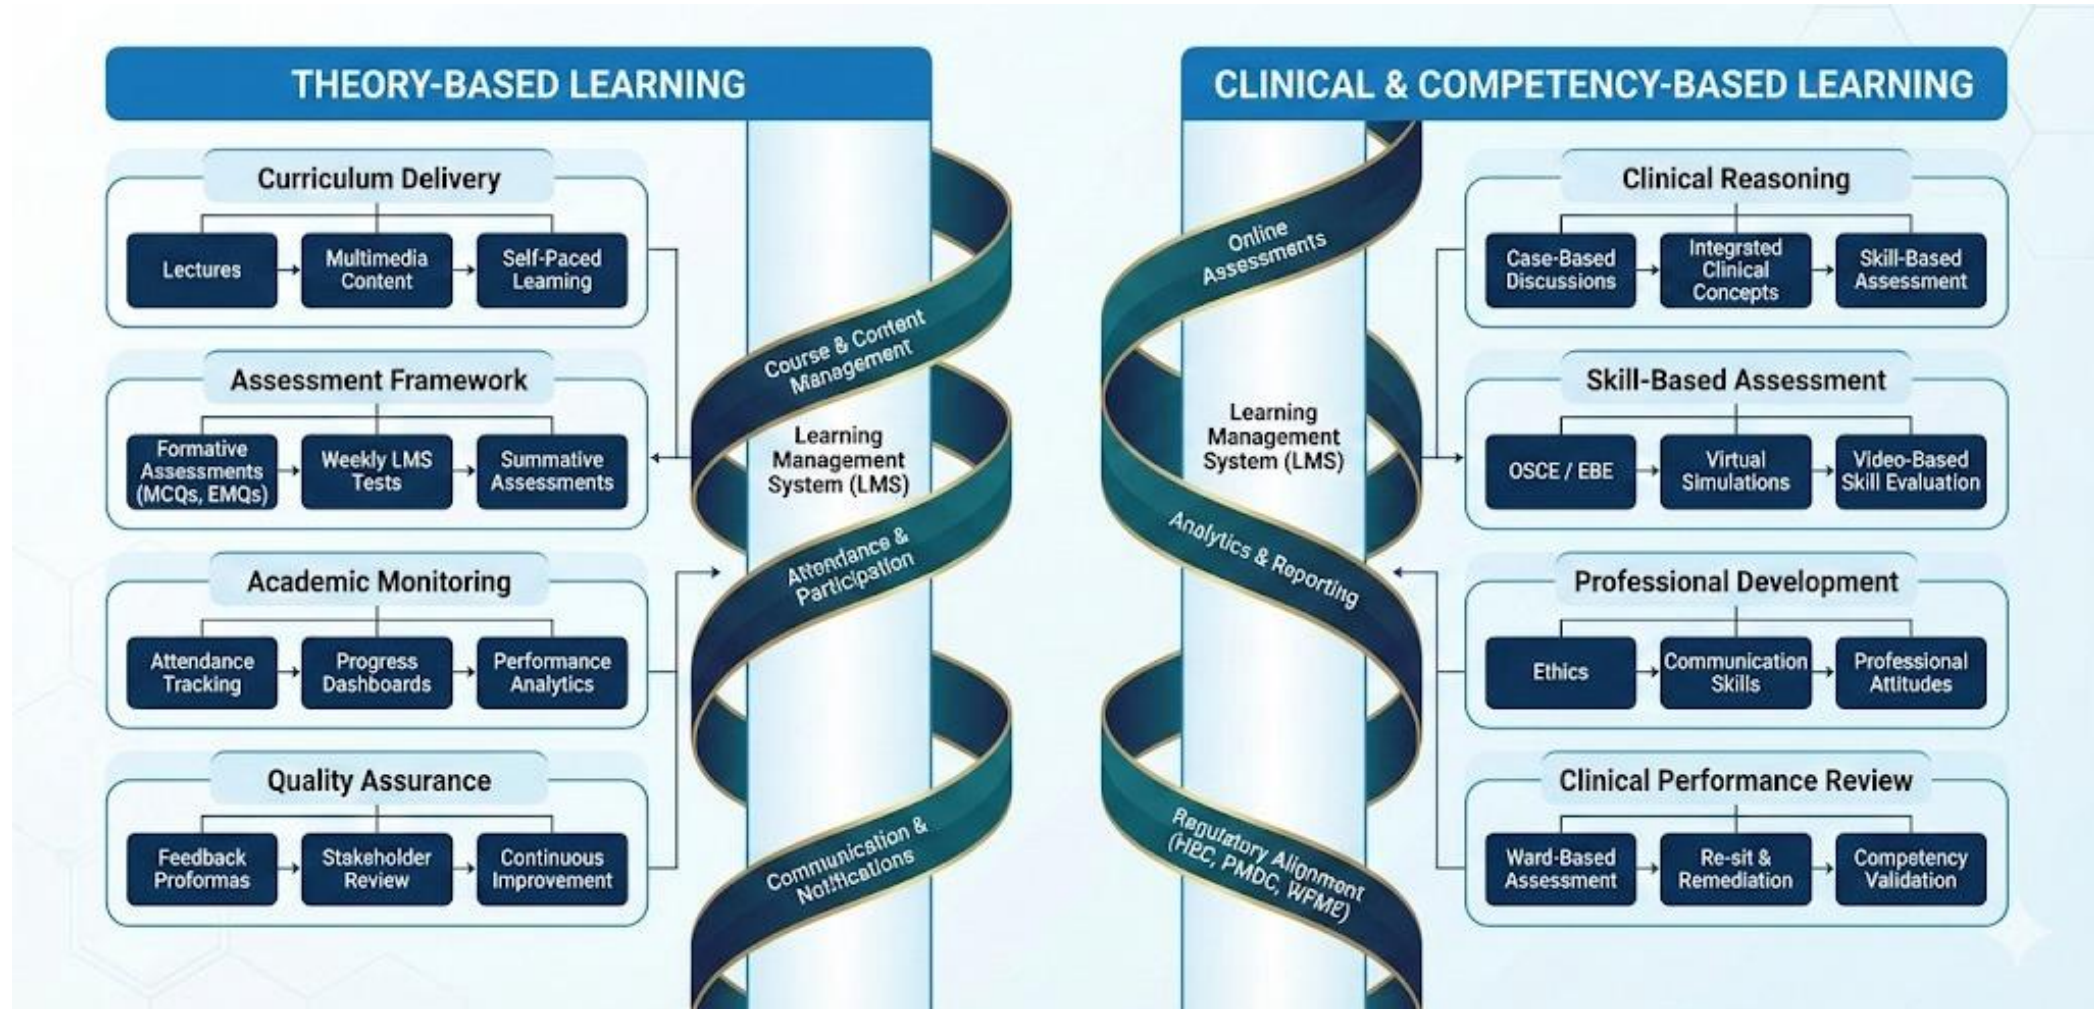 THEORY-BASED LEARNING
Curriculum Delivery
Lectures
Multimedia
Content
Self-Paced
Learning
Assessment Framework
Formative
Assessments
(MCQs, EMQs)
Weekly LMS
Tests
Summative
Assessments
Academic Monitoring
Attendance
Tracking
Progress
Dashboards
Performance
Analytics
Quality Assurance
Feedback
Proformas
Stakeholder
Review
Continuous
Improvement
Course & Content
Management
Learning
Management
System (LMS)
Attendance &
Participation
Communication &
Notifications
CLINICAL & COMPETENCY-BASED LEARNING
Online
Assessments
Learning
Management
System (LMS)
Analytics & Reporting
Regulatory Alignment
(HEC, PMDC, WFME)
Clinical Reasoning
Case-Based
Discussions
Integrsted
Clinical
Concepts
Skill-Based
Assessment
Skill-Based Assessment
OSCE / EBE
Virtual
Simulations
Video-Based
Skill Evaluation
Professional Development
Ethics
Communication
Skills
Professional
Attitudes
Clinical Performance Review
Ward-Based
Assessment
Re-sit &
Remediation
Competency
Validation